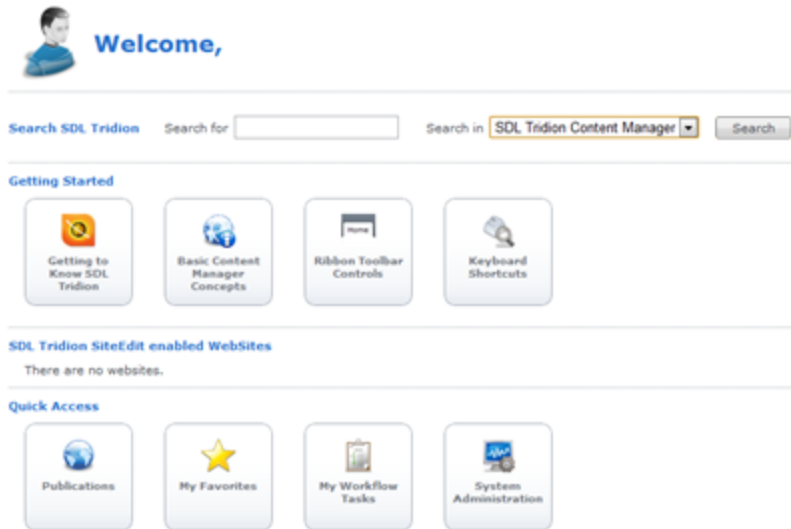 Welcome,
Search SDL Tridion Search for Search in SDL Tridion Content Manager Search
Getting Started
Getting to
Know SDL
Tridion
Basic Content
Manager
Concepts
Home
Ribbon Toolbar
Controls
Keyboard
Shortcuts
SDL Tridion SiteEdit enabled WebSites
There are no websites.
Quick Access
Publications
My Favorites
My Workflow
Tasks
System
Administration